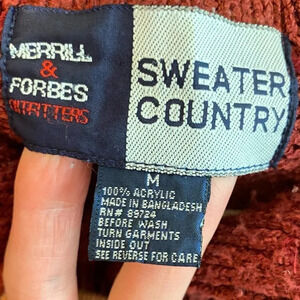 MERRILL
&
FORBES
OUTFITTERS
SWEATER
COUNTRY
M
100% ACRYLIC
MADE IN BANGLADESH
RN# 89724
BEFORE WASH
TURN GARMENTS
INSIDE OUT
SEE REVERSE FOR CARE